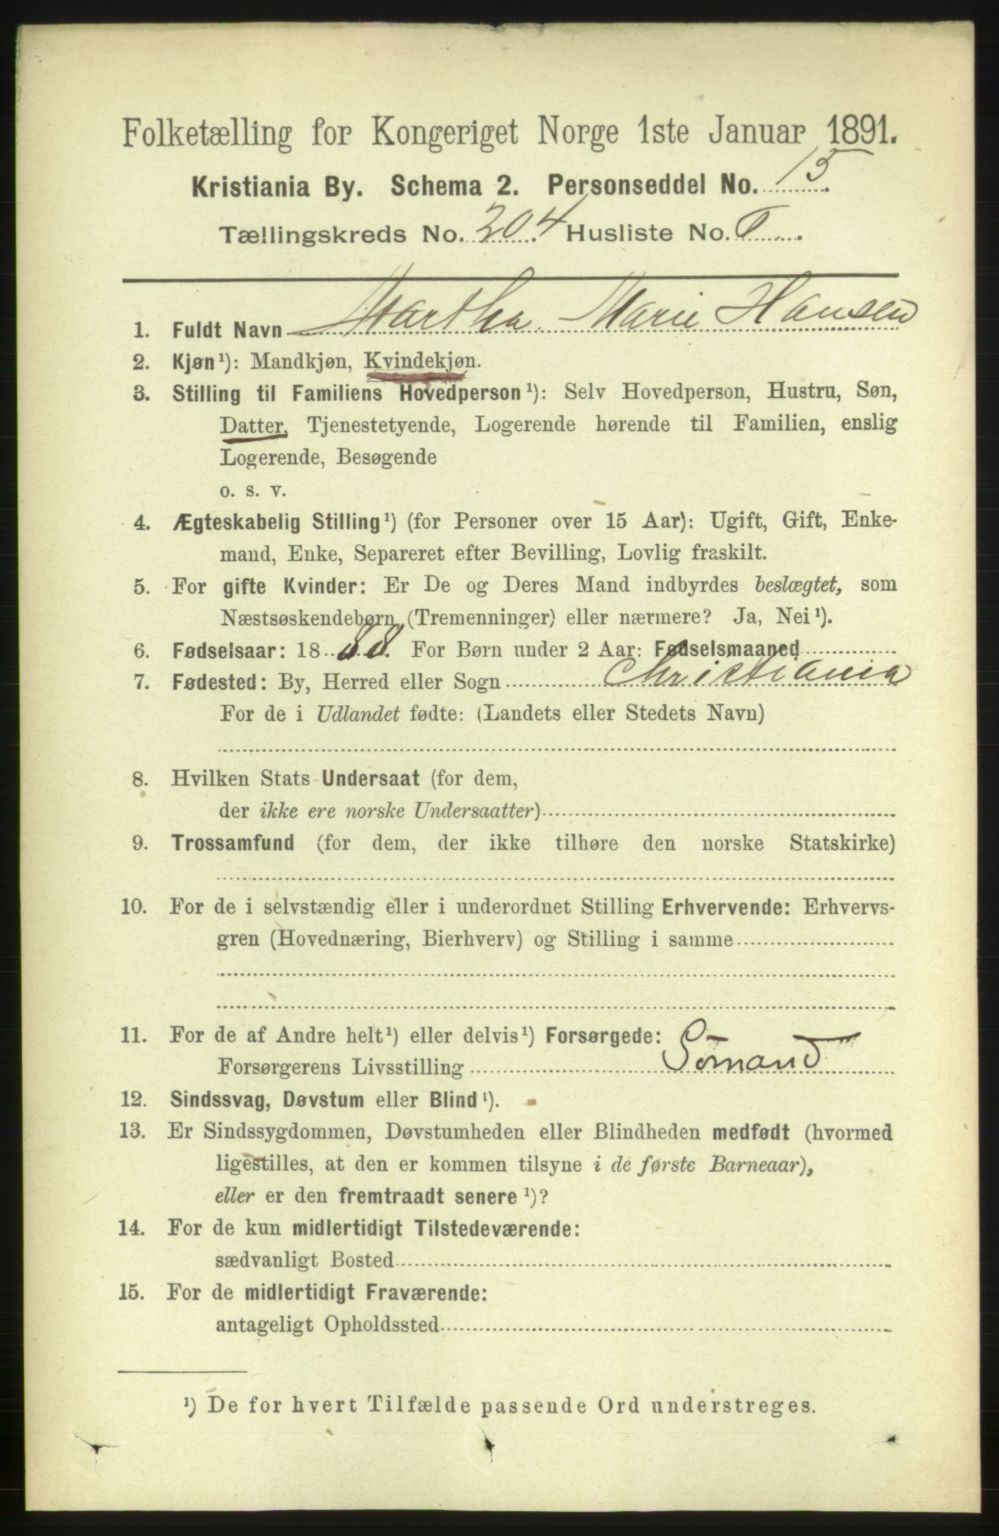 Folketælling for Kongeriget Norge 1ste Januar 1891.
Kristiania By. Schema 2. Personseddel No. 15.
Tællingskreds No. 204. Husliste No.
1. Fuldt Navn Martha Marie Hansen
2. Kjøn¹): Mandkjøn, Kvindekjøn.
3. Stilling til Familiens Hovedperson¹): Selv Hovedperson, Hustru, Søn,
Datter, Tjenestetyende, Logerende hørende til Familien, enslig
Logerende, Besøgende
o. s. v.
4. Ægteskabelig Stilling¹) (for Personer over 15 Aar): Ugift, Gift, Enke-
mand, Enke, Separeret efter Bevilling, Lovlig fraskilt.
5. For gifte Kvinder: Er De og Deres Mand indbyrdes beslægtet, som
Næstsøskendebørn (Tremenninger) eller nærmere? Ja, Nei¹).
6. Fødselsaar: 1888. For Børn under 2 Aar: Fødselsmaaned
7. Fødested: By, Herred eller Sogn Christiania
For de i Udlandet fødte: (Landets eller Stedets Navn)
8. Hvilken Stats Undersaat (for dem,
der ikke ere norske Undersaatter)
9. Trossamfund (for dem, der ikke tilhøre den norske Statskirke)
10. For de i selvstændig eller i underordnet Stilling Erhvervende: Erhvervs-
gren (Hovednæring, Bierhverv) og Stilling i samme
11. For de af Andre helt¹) eller delvis¹) Forsørgede:
Forsørgerens Livsstilling Sömand
12. Sindssvag, Døvstum eller Blind¹).
13. Er Sindssygdommen, Døvstumheden eller Blindheden medfødt (hvormed
ligestilles, at den er kommen tilsyne i de første Barneaar),
eller er den fremtraadt senere¹)?
14. For de kun midlertidigt Tilstedeværende:
sædvanligt Bosted
15. For de midlertidigt Fraværende:
antageligt Opholdssted
¹) De for hvert Tilfælde passende Ord understreges.